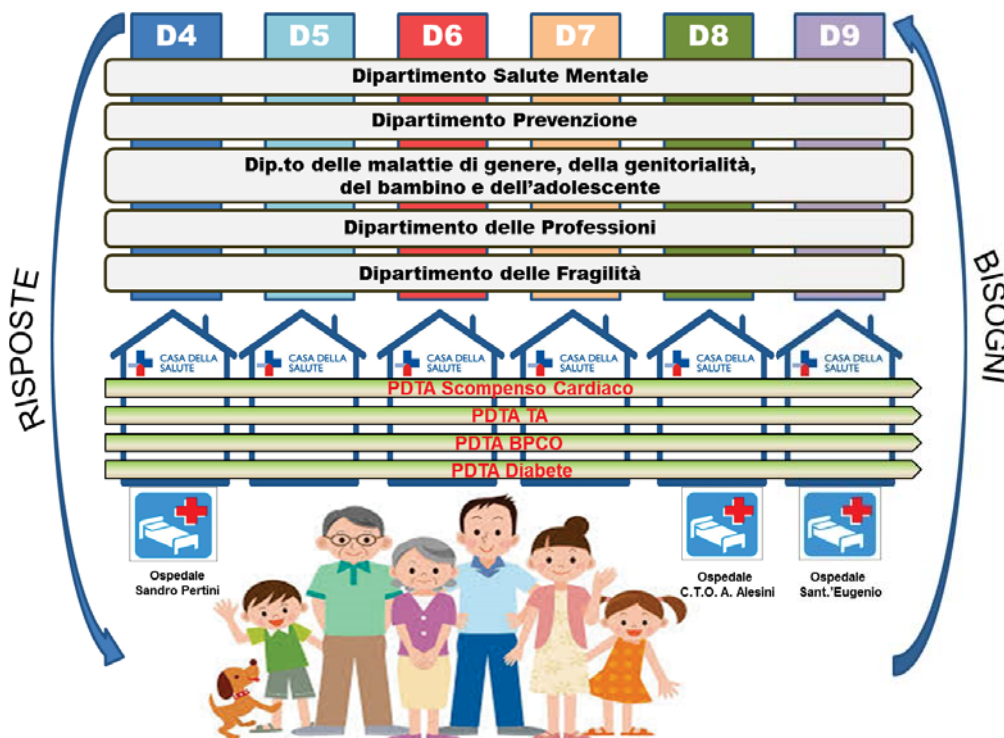 D4 D5 D6 D7 D8 D9
Dipartimento Salute Mentale
Dipartimento Prevenzione
Dip.to delle malattie di genere, della genitorialità,
del bambino e dell'adolescente
Dipartimento delle Professioni
Dipartimento delle Fragilità
RISPOSTE
BISOGNI
CASA DELLA
SALUTE
CASA DELLA
SALUTE
CASA DELLA
SALUTE
CASA DELLA
SALUTE
CASA DELLA
SALUTE
CASA DELLA
SALUTE
PDTA Scompenso Cardiaco
PDTA TA
PDTA BPCO
PDTA Diabete
Ospedale
Sandro Pertini
Ospedale
C.T.O. A. Alesini
Ospedale
Sant.'Eugenio